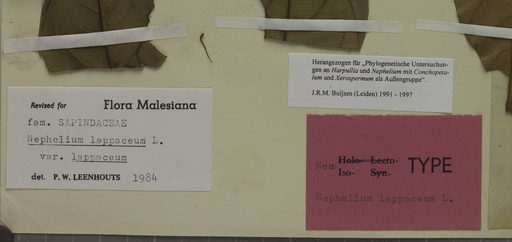 Revised for Flora Malesiana
fam. SAPINDACEAE
Nephelium lappaceum L.
var. lappaceum
det. P. W. LEENHOUTS 1984
Herangezogen für „Phylogenetische Untersuchun-
gen an Harpullia und Nephelium mit Conchopeta-
lum und Xerospermum als Außengruppe".
J.R.M. Buijsen (Leiden) 1991 - 1997
Neo Holo- Lecto- TYPE
Iso- Syn-
Nephelium lappaceum L.